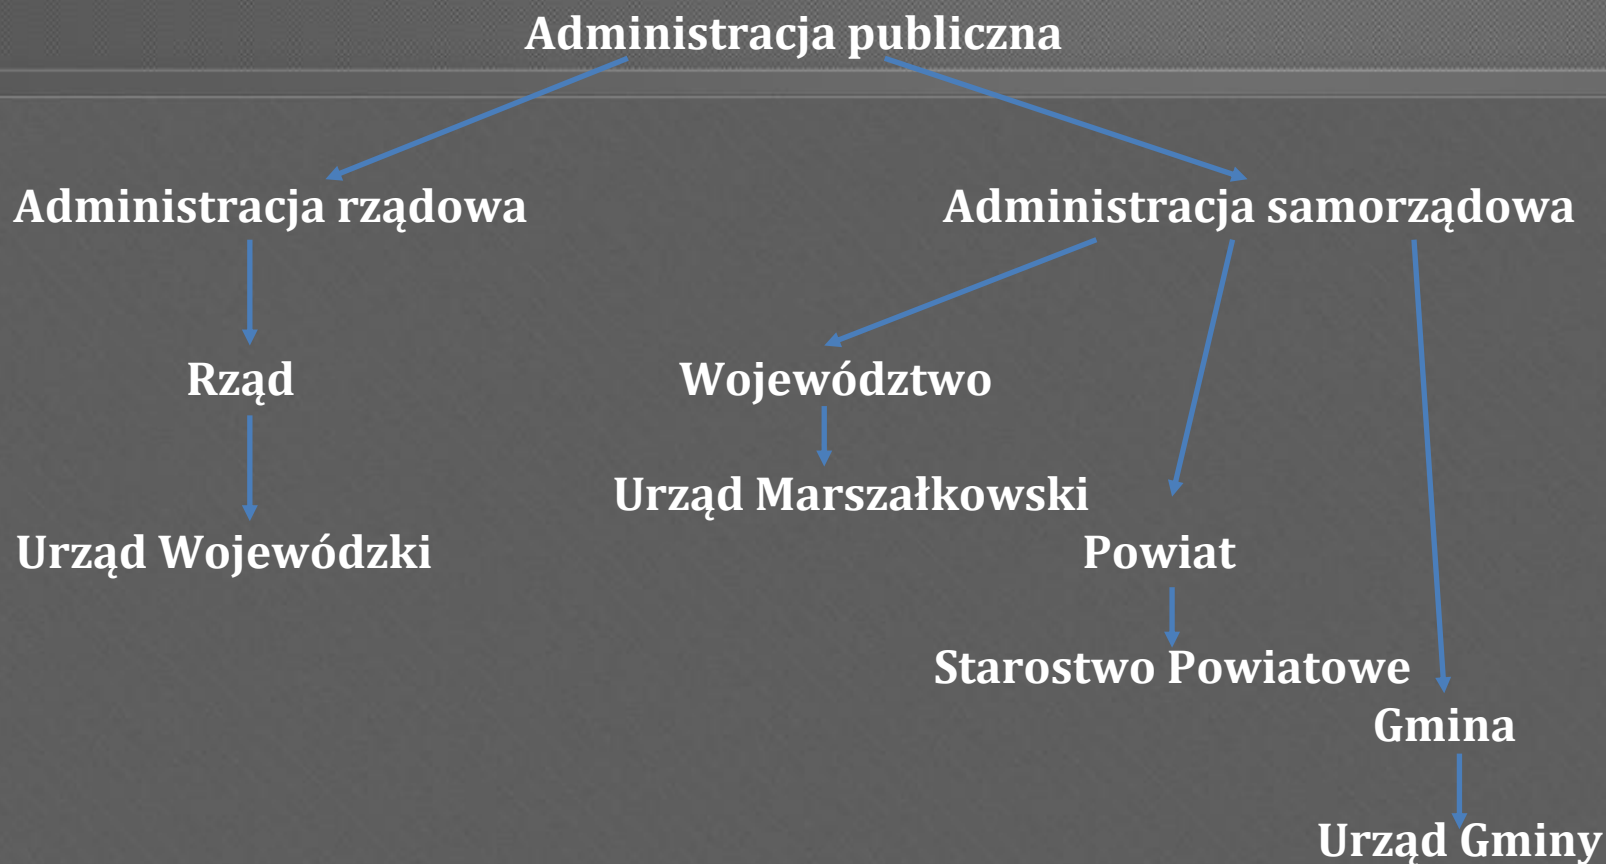 Administracja publiczna
Administracja rządowa
Administracja samorządowa
Rząd
Województwo
Urząd Marszałkowski
Urząd Wojewódzki
Powiat
Starostwo Powiatowe
Gmina
Urząd Gminy